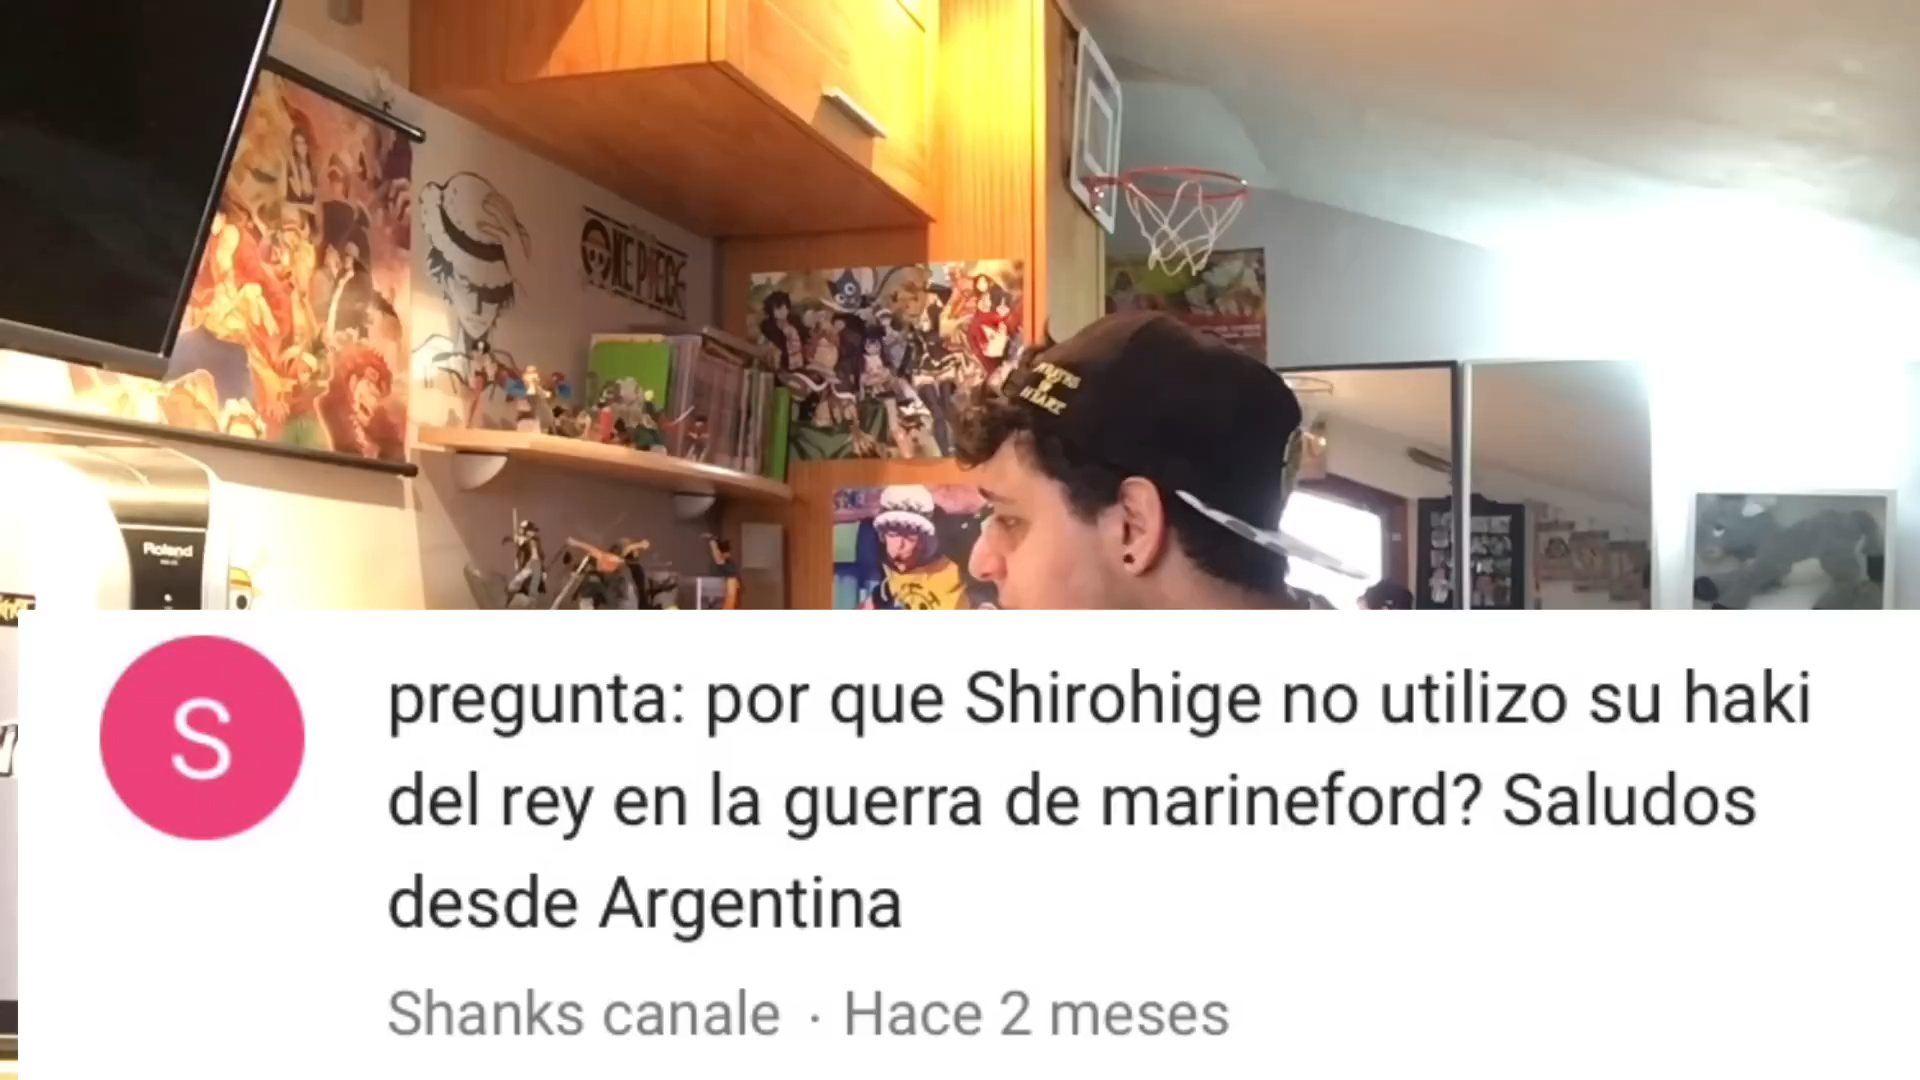 ONE PIECE
Roland
S
pregunta: por que Shirohige no utilizo su haki
del rey en la guerra de marineford? Saludos
desde Argentina
Shanks canale · Hace 2 meses